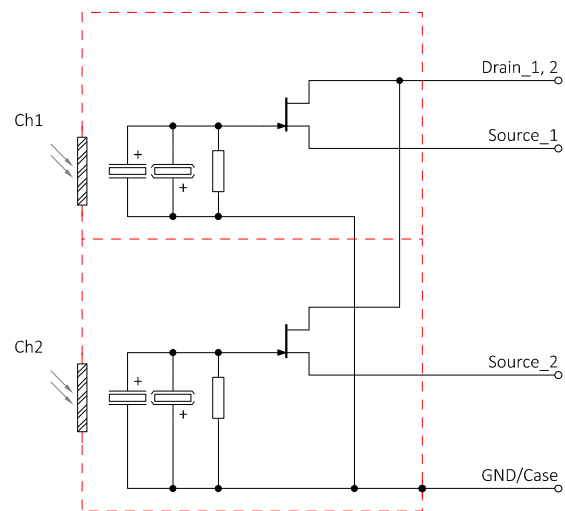 Drain_1, 2
Ch1
Source_1
+
+
Ch2
Source_2
+
+
GND/Case